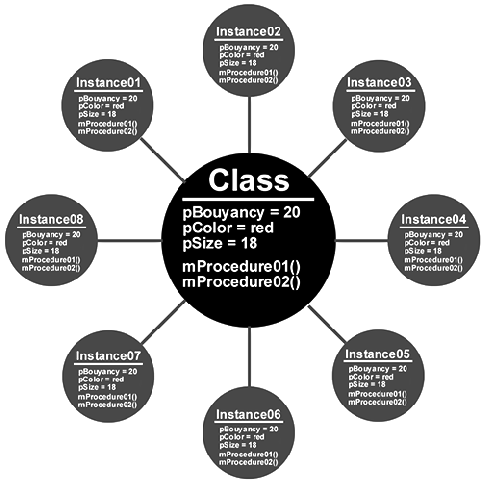 Instance02
pBouyancy = 20
pColor = red
pSize = 18
mProcedure01()
mProcedure02()
Instance01
pBouyancy = 20
pColor = red
pSize = 18
mProcedure01()
mProcedure02()
Instance03
pBouyancy = 20
pColor = red
pSize = 18
mProcedure01()
mProcedure02()
Class
pBouyancy = 20
pColor = red
pSize = 18
mProcedure01()
mProcedure02()
Instance08
pBouyancy = 20
pColor = red
pSize = 18
mProcedure01()
mProcedure02()
Instance04
pBouyancy = 20
pColor = red
pSize = 18
mProcedure01()
mProcedure02()
Instance07
pBouyancy = 20
pColor = red
pSize = 18
mProcedure01()
mProcedure02()
Instance05
pBouyancy = 20
pColor = red
pSize = 18
mProcedure01()
mProcedure02()
Instance06
pBouyancy = 20
pColor = red
pSize = 18
mProcedure01()
mProcedure02()